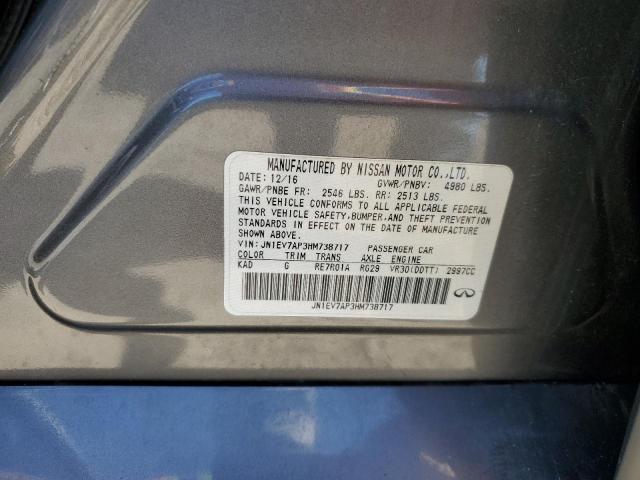 MANUFACTURED BY NISSAN MOTOR CO.,LTD.
DATE: 12/16 GVWR/PNBV: 4980 LBS.
GAWR/PNBE FR: 2546 LBS. RR: 2513 LBS.
THIS VEHICLE CONFORMS TO ALL APPLICABLE FEDERAL
MOTOR VEHICLE SAFETY,BUMPER,AND THEFT PREVENTION
STANDARDS IN EFFECT ON THE DATE OF MANUFACTURE
SHOWN ABOVE.
VIN: JN1EV7AP3HM738717 PASSENGER CAR
COLOR TRIM TRANS AXLE ENGINE
KAD G RE7R01A RG29 VR30(DDTT) 2997CC
JN1EV7AP3HM738717